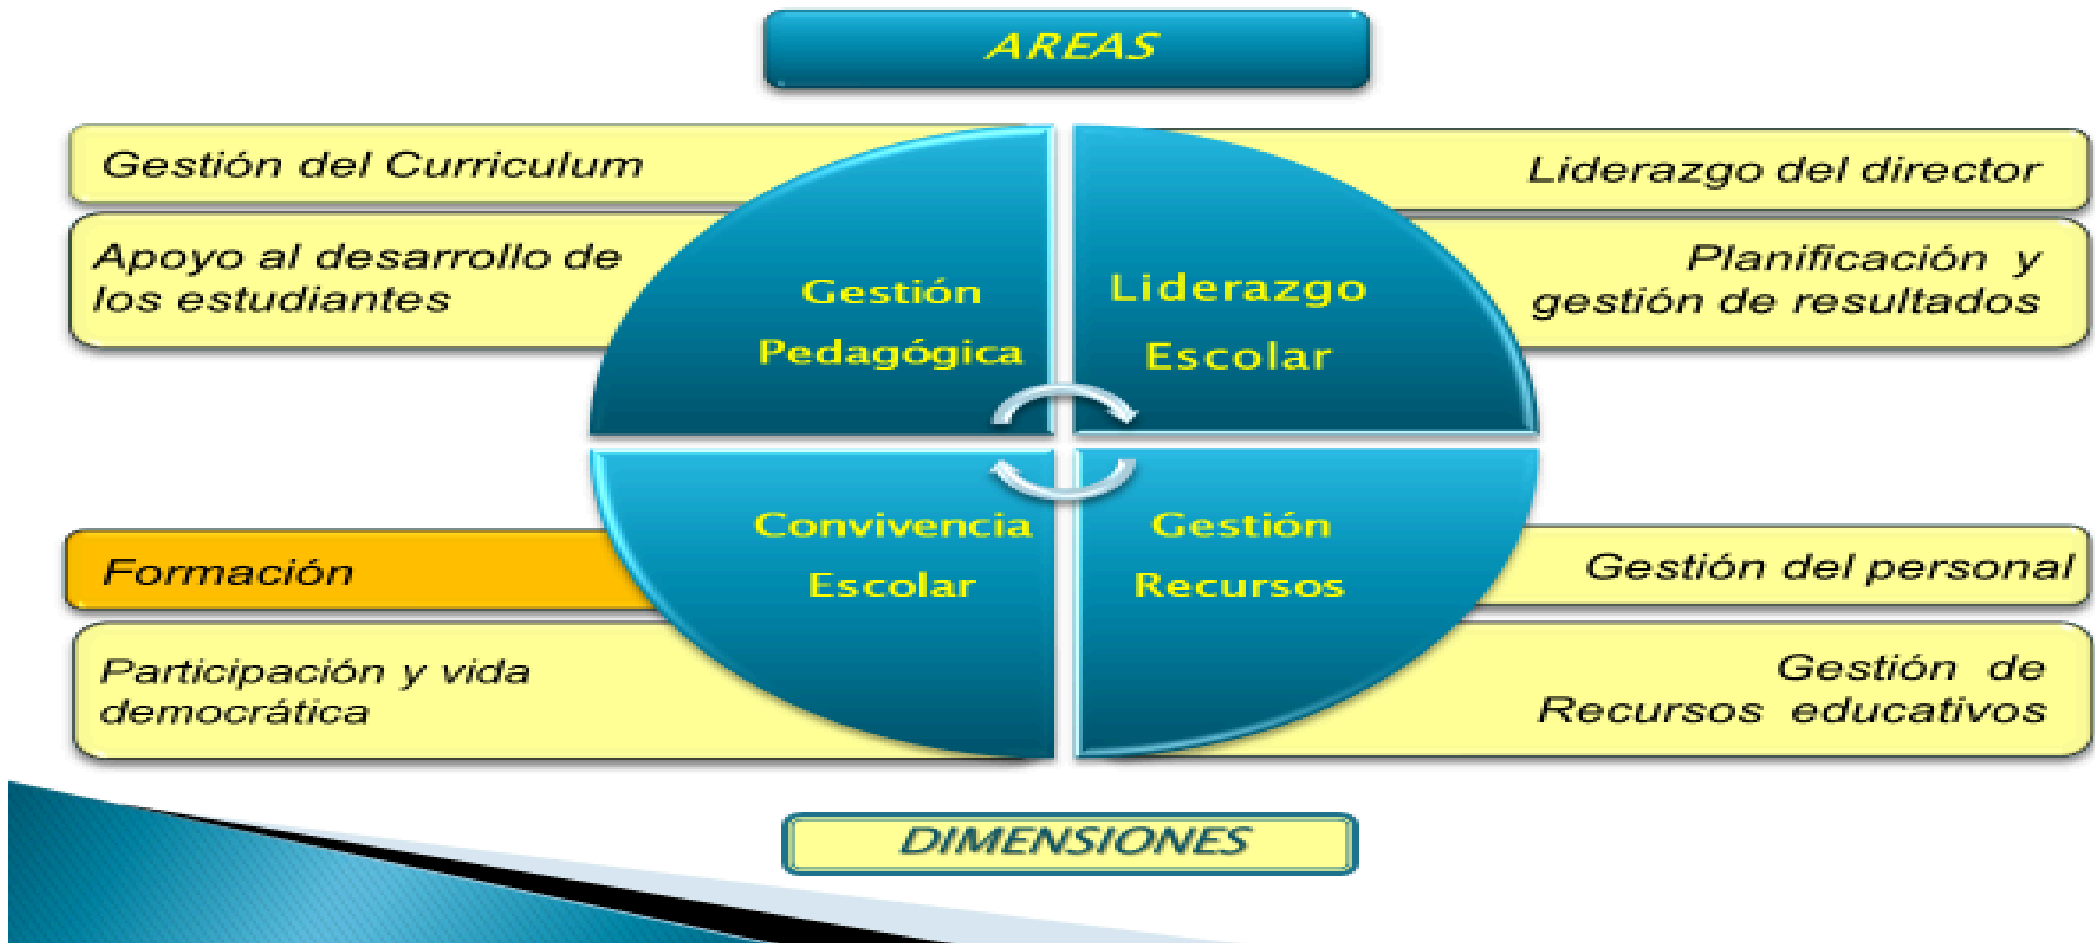 AREAS
Gestión del Curriculum
Apoyo al desarrollo de
los estudiantes
Gestión
Pedagógica
Liderazgo
Escolar
Liderazgo del director
Planificación y
gestión de resultados
Formación
Participación y vida
democrática
Convivencia
Escolar
Gestión
Recursos
Gestión del personal
Gestión de
Recursos educativos
DIMENSIONES